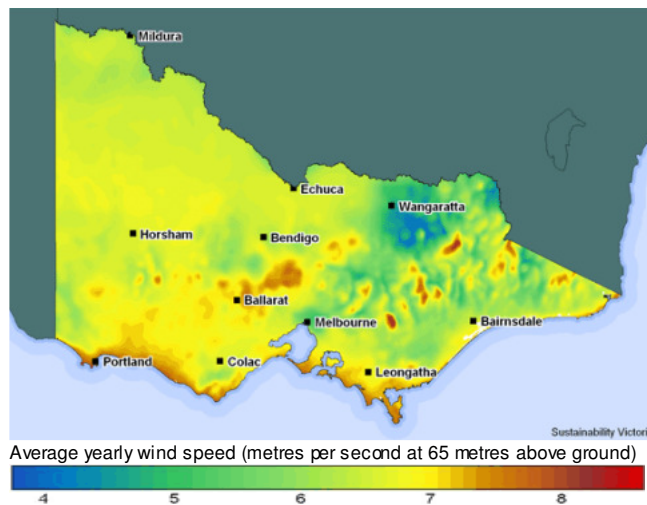 Mildura
Echuca
Wangaratta
Horsham
Bendigo
Ballarat
Melbourne
Bairnsdale
Portland
Colac
Leongatha
Sustainability Victori
Average yearly wind speed (metres per second at 65 metres above ground)
4 5 6 7 8